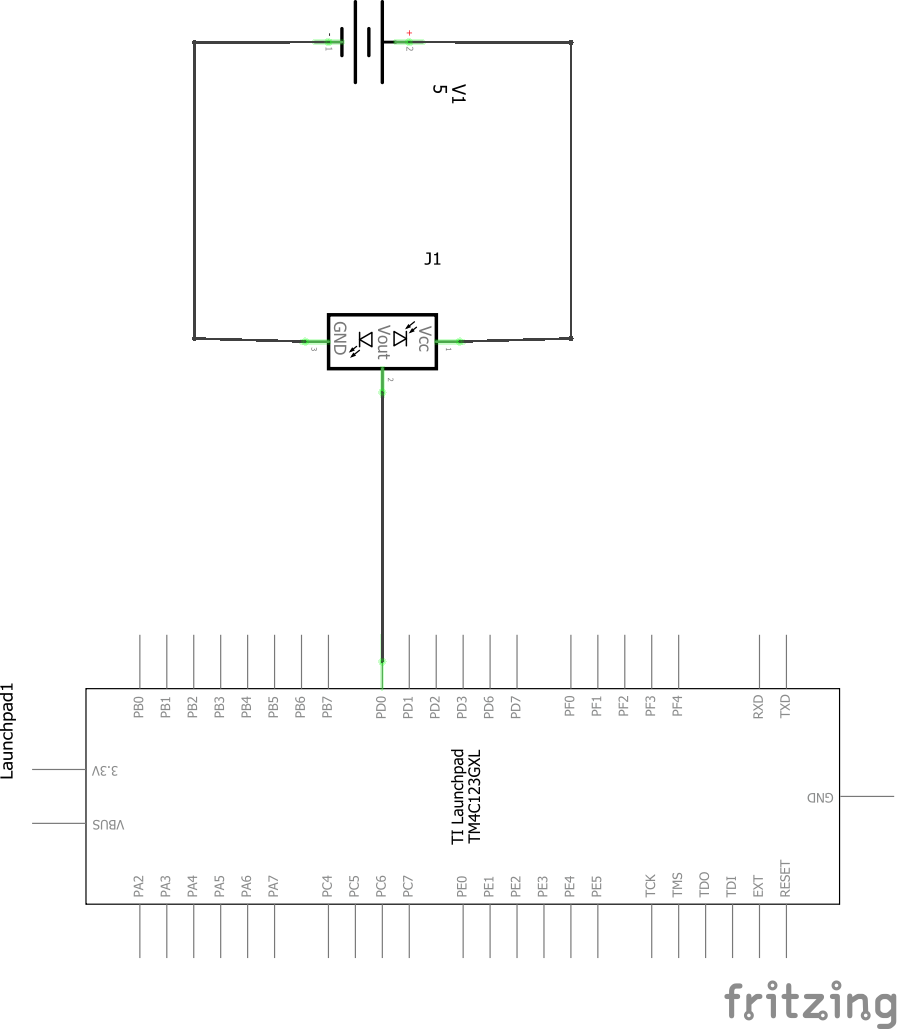 -
1
+
2
V1
5
J1
GND
Vout
Vcc
3
1
2
PB0
PB1
PB2
PB3
PB4
PB5
PB6
PB7
PD0
PD1
PD2
PD3
PD6
PD7
PF0
PF1
PF2
PF3
PF4
RXD
TXD
Launchpad1
3.3V
VBUS
TI Launchpad
TM4C123GXL
GND
PA2
PA3
PA4
PA5
PA6
PA7
PC4
PC5
PC6
PC7
PE0
PE1
PE2
PE3
PE4
PE5
TCK
TMS
TDO
TDI
EXT
RESET
fritzing